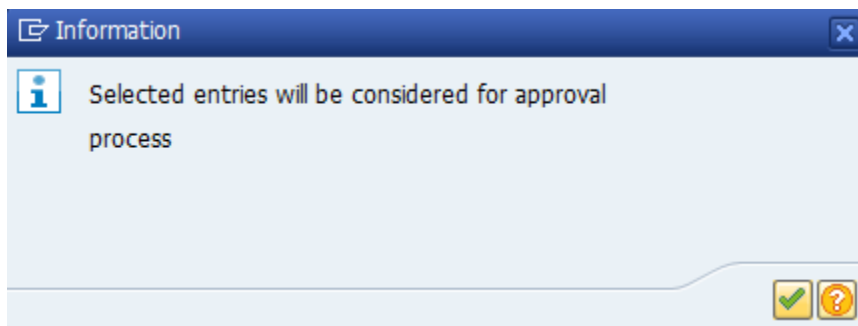 Information
Selected entries will be considered for approval
process